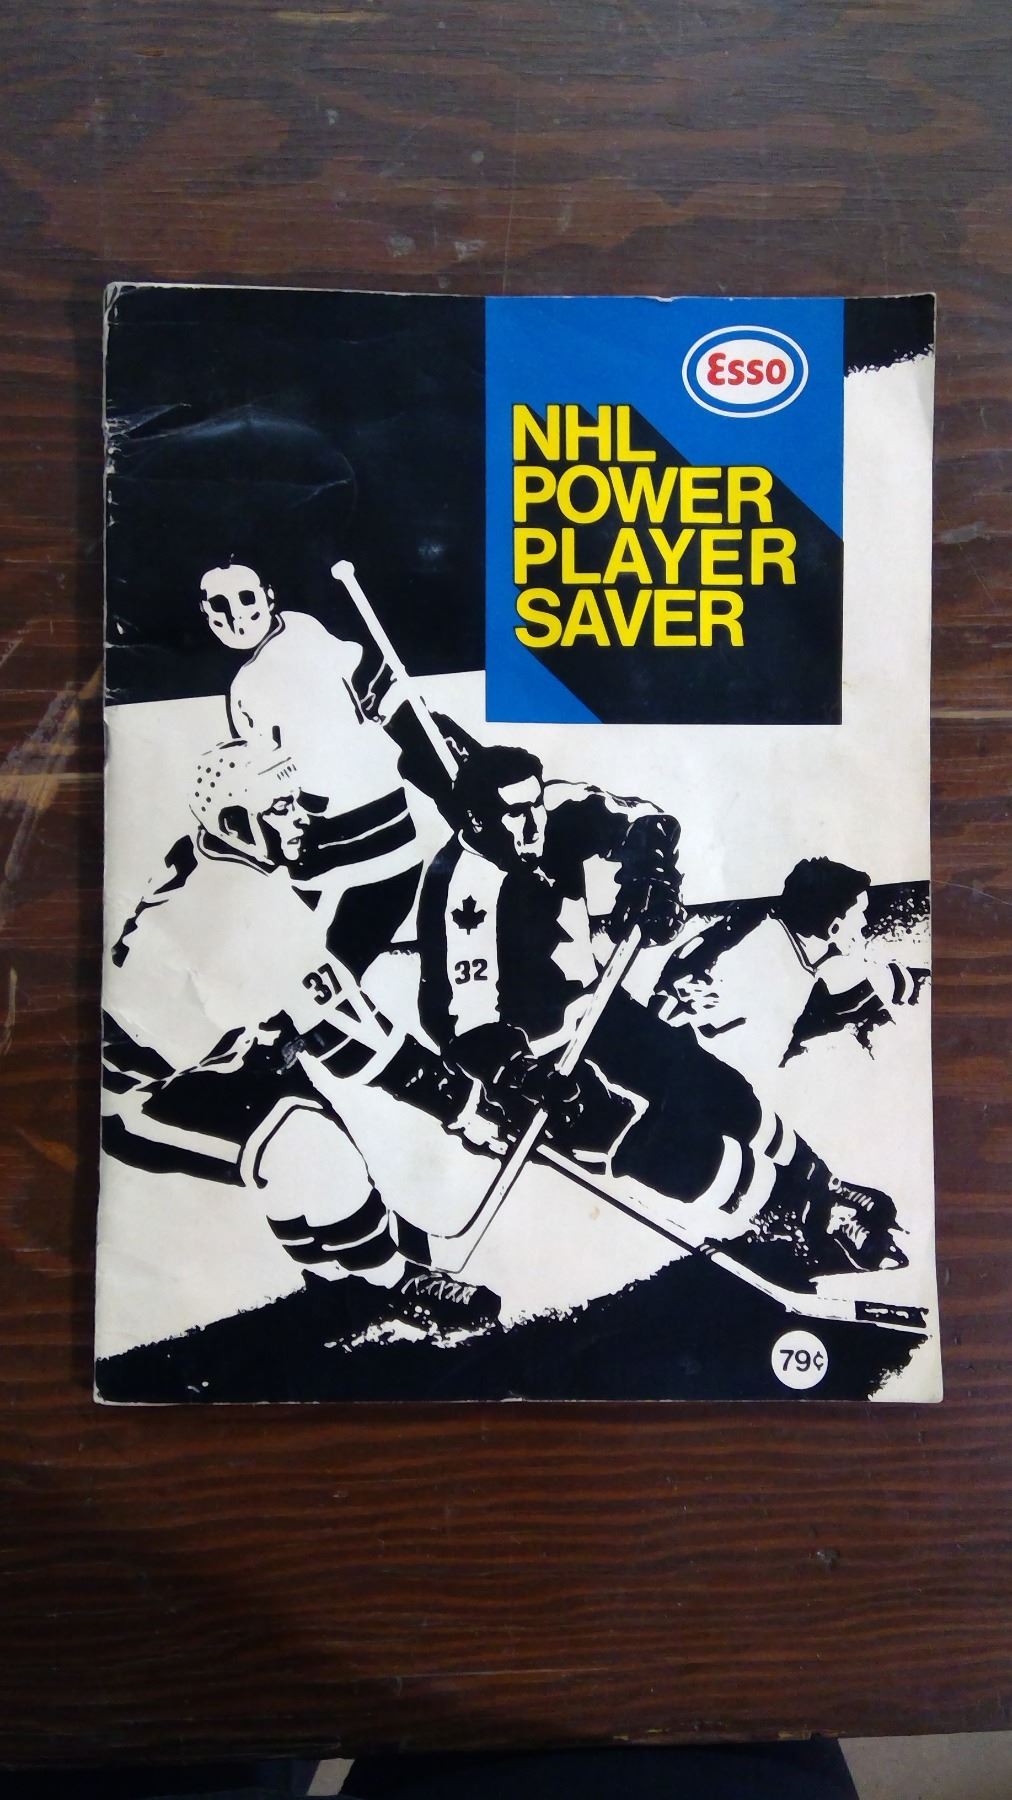 Esso
NHL
POWER
PLAYER
SAVER
32
37
79¢